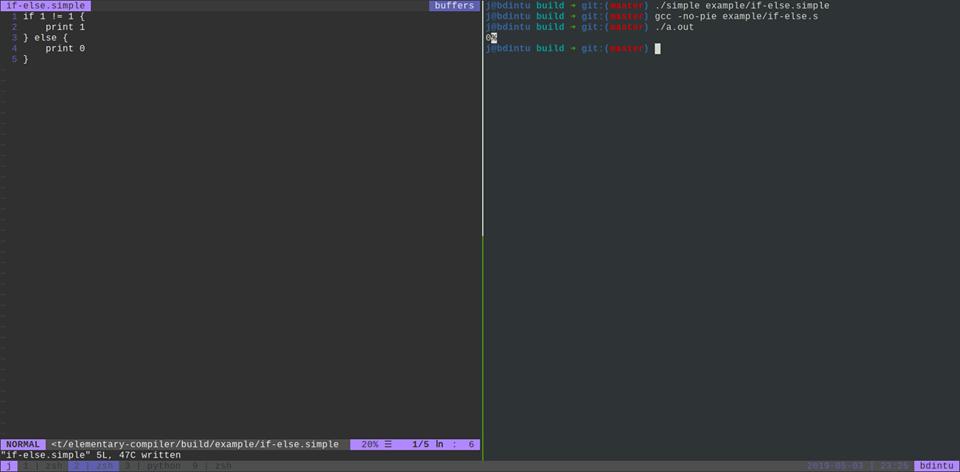 if-else.simple buffers
1 if 1 != 1 {
2     print 1
3 } else {
4     print 0
5 }
NORMAL <t/elementary-compiler/build/example/if-else.simple 20% ☰ 1/5 ㏑ : 6
"if-else.simple" 5L, 47C written
j@bdintu build ➜ git:(master) ./simple example/if-else.simple
j@bdintu build ➜ git:(master) gcc -no-pie example/if-else.s
j@bdintu build ➜ git:(master) ./a.out
0%
j@bdintu build ➜ git:(master)
j 1 | zsh 2 | zsh 3 | python 9 | zsh 2019-05-03 | 23:25 bdintu